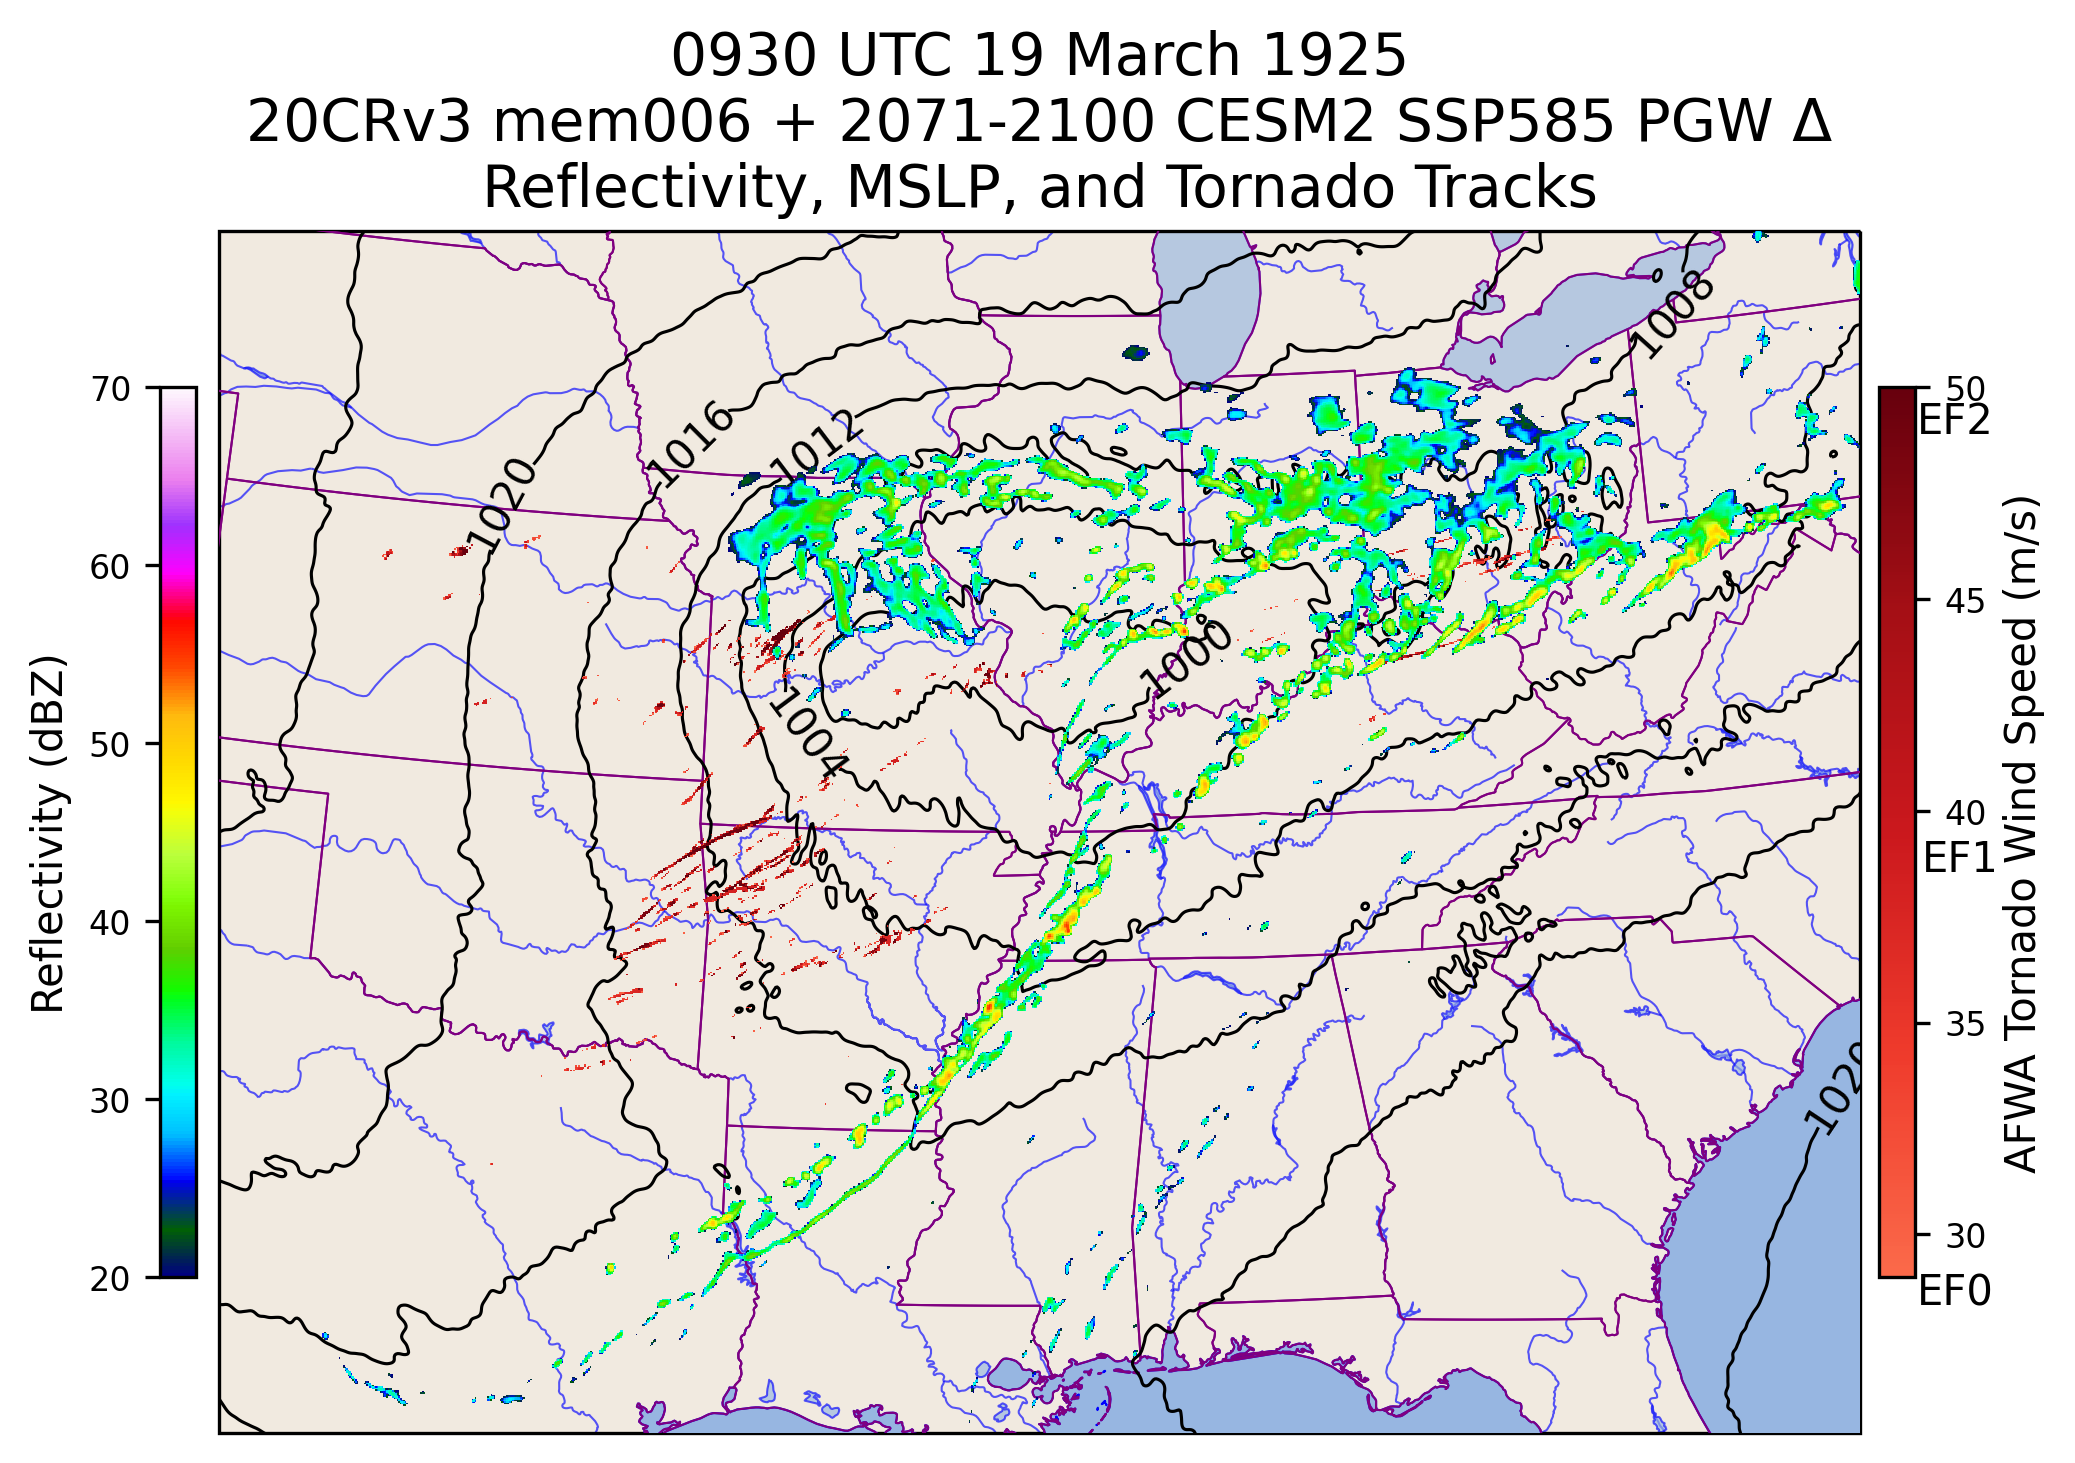 0930 UTC 19 March 1925
20CRv3 mem006 + 2071-2100 CESM2 SSP585 PGW Δ
Reflectivity, MSLP, and Tornado Tracks
1008
1016
1012
1020
1000
1004
1020
70
60
50
40
30
20
Reflectivity (dBZ)
50
EF2
45
40
EF1
35
30
EF0
AFWA Tornado Wind Speed (m/s)